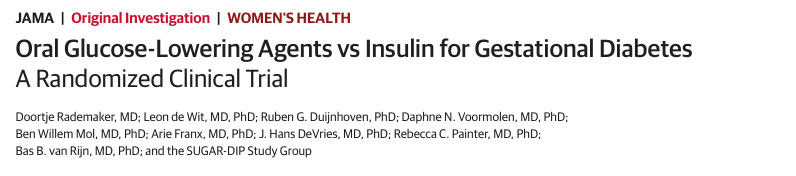 JAMA | Original Investigation | WOMEN'S HEALTH
Oral Glucose-Lowering Agents vs Insulin for Gestational Diabetes
A Randomized Clinical Trial
Doortje Rademaker, MD; Leon de Wit, MD, PhD; Ruben G. Duijnhoven, PhD; Daphne N. Voormolen, MD, PhD;
Ben Willem Mol, MD, PhD; Arie Franx, MD, PhD; J. Hans DeVries, MD, PhD; Rebecca C. Painter, MD, PhD;
Bas B. van Rijn, MD, PhD; and the SUGAR-DIP Study Group